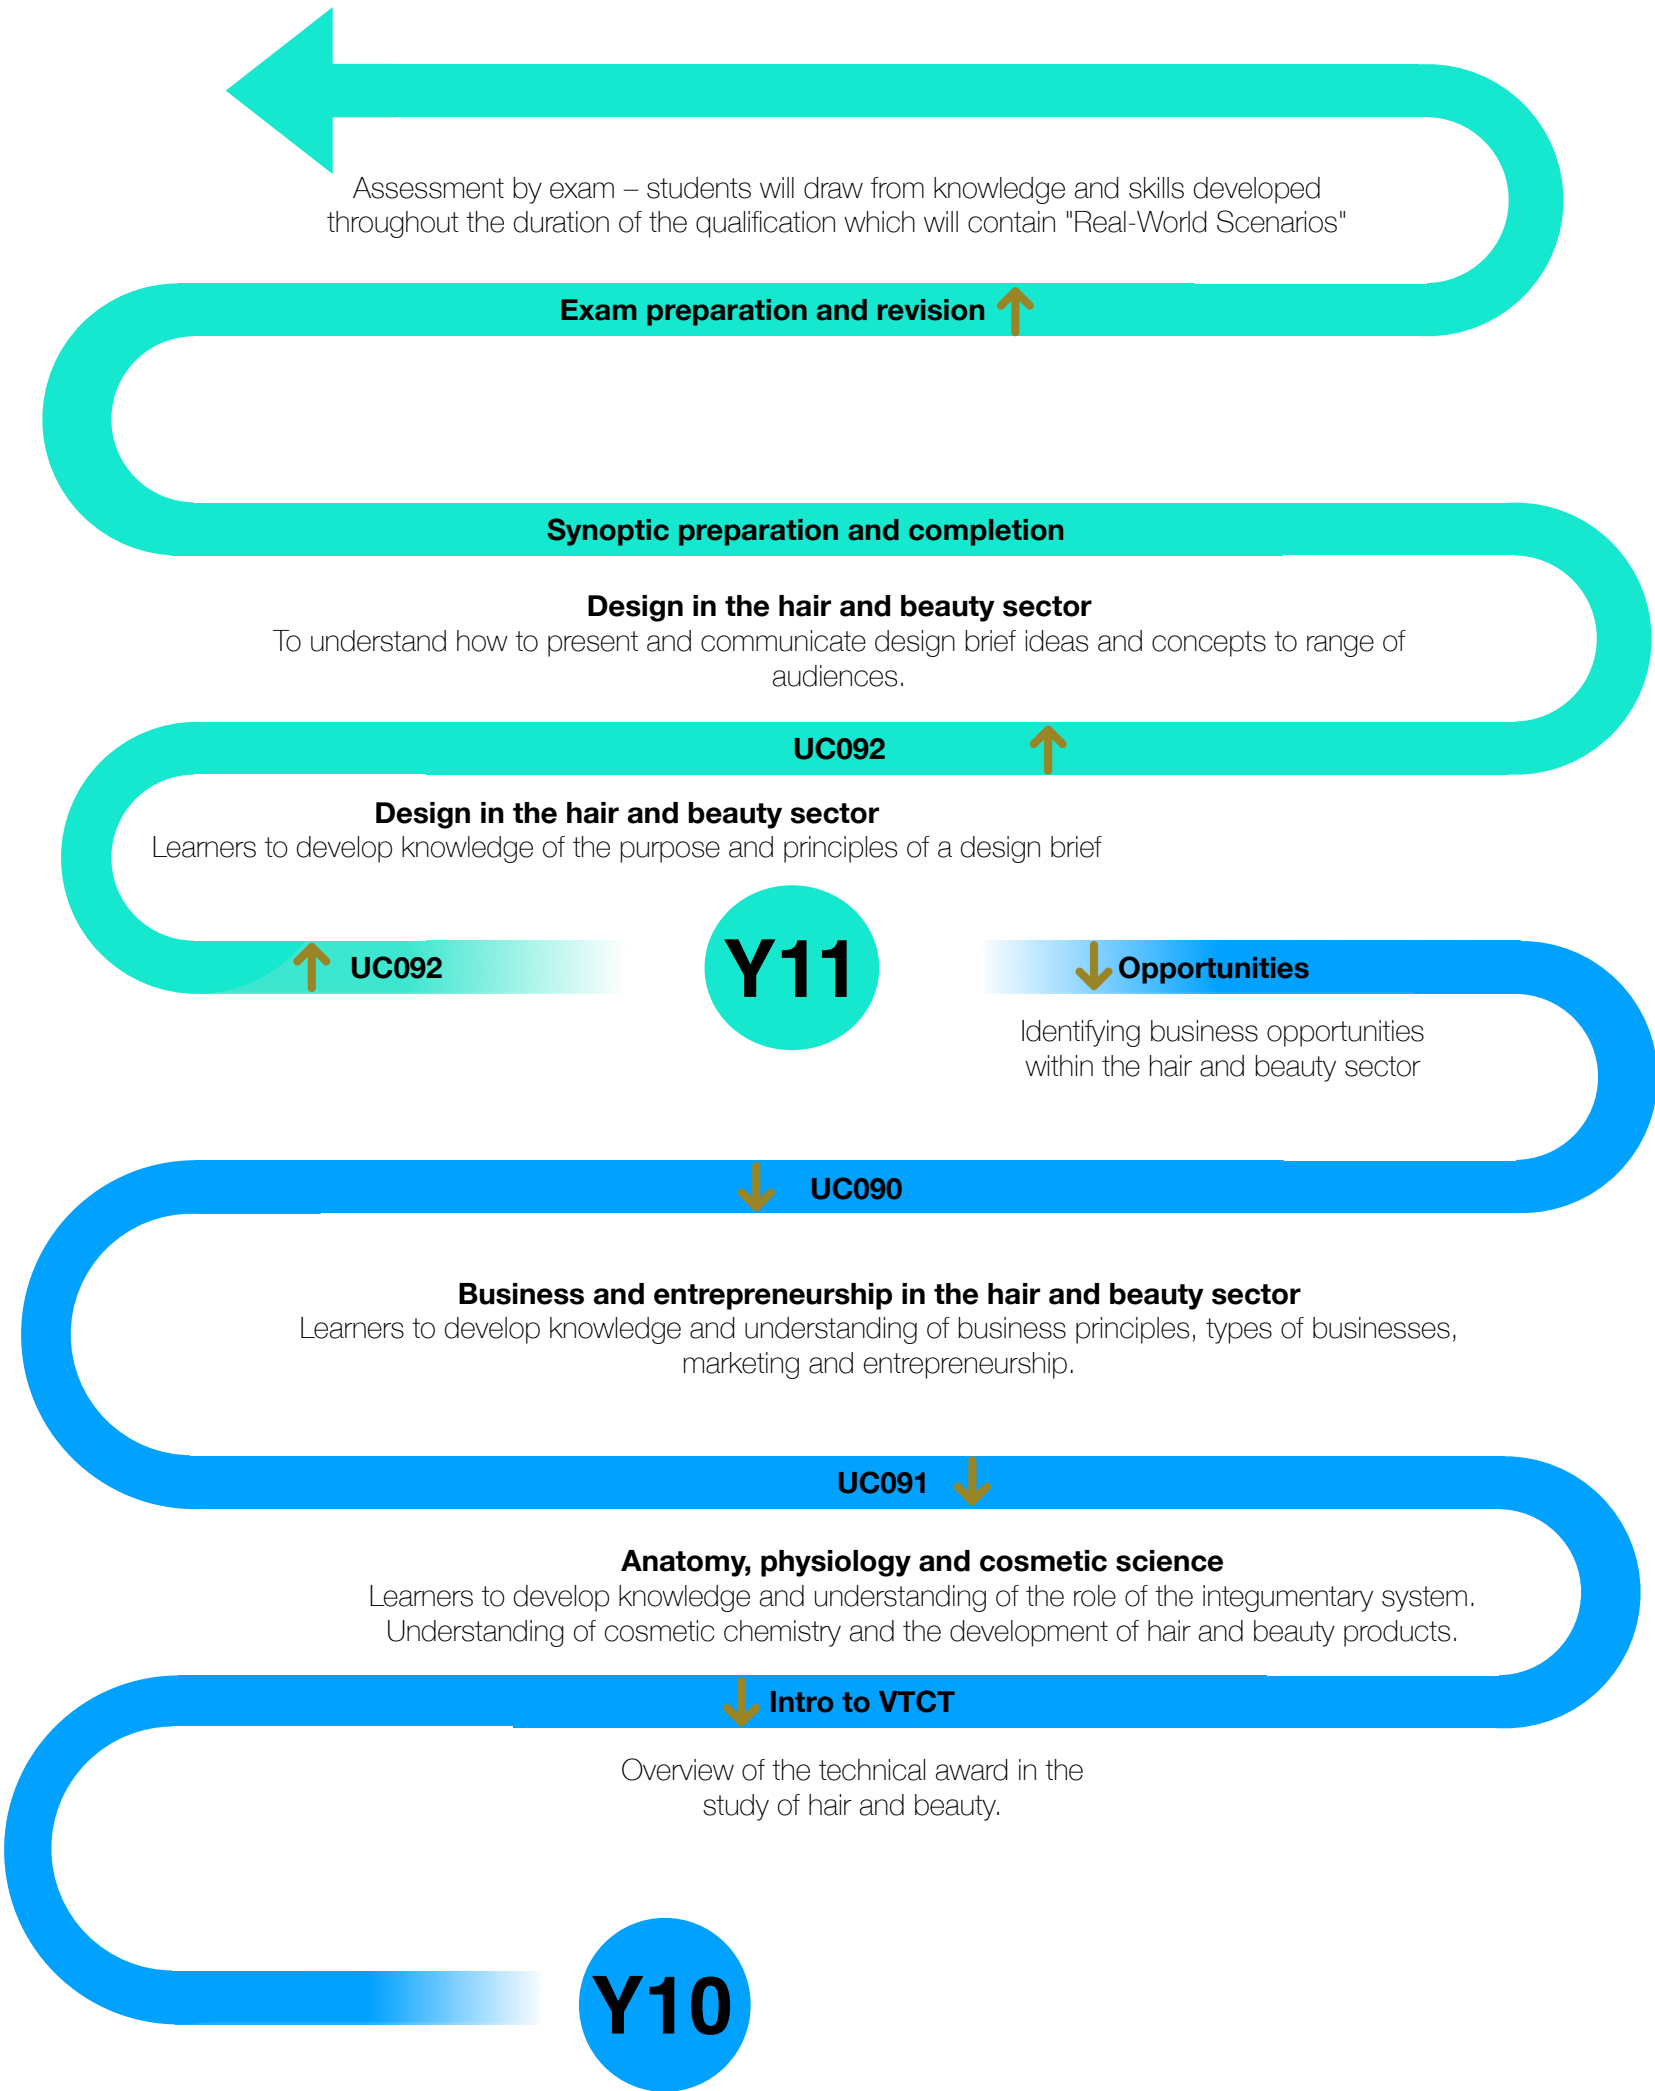 Assessment by exam – students will draw from knowledge and skills developed
throughout the duration of the qualification which will contain "Real-World Scenarios"
Exam preparation and revision
Synoptic preparation and completion
Design in the hair and beauty sector
To understand how to present and communicate design brief ideas and concepts to range of
audiences.
UC092
Design in the hair and beauty sector
Learners to develop knowledge of the purpose and principles of a design brief
UC092
Y11
Opportunities
Identifying business opportunities
within the hair and beauty sector
UC090
Business and entrepreneurship in the hair and beauty sector
Learners to develop knowledge and understanding of business principles, types of businesses,
marketing and entrepreneurship.
UC091
Anatomy, physiology and cosmetic science
Learners to develop knowledge and understanding of the role of the integumentary system.
Understanding of cosmetic chemistry and the development of hair and beauty products.
Intro to VTCT
Overview of the technical award in the
study of hair and beauty.
Y10